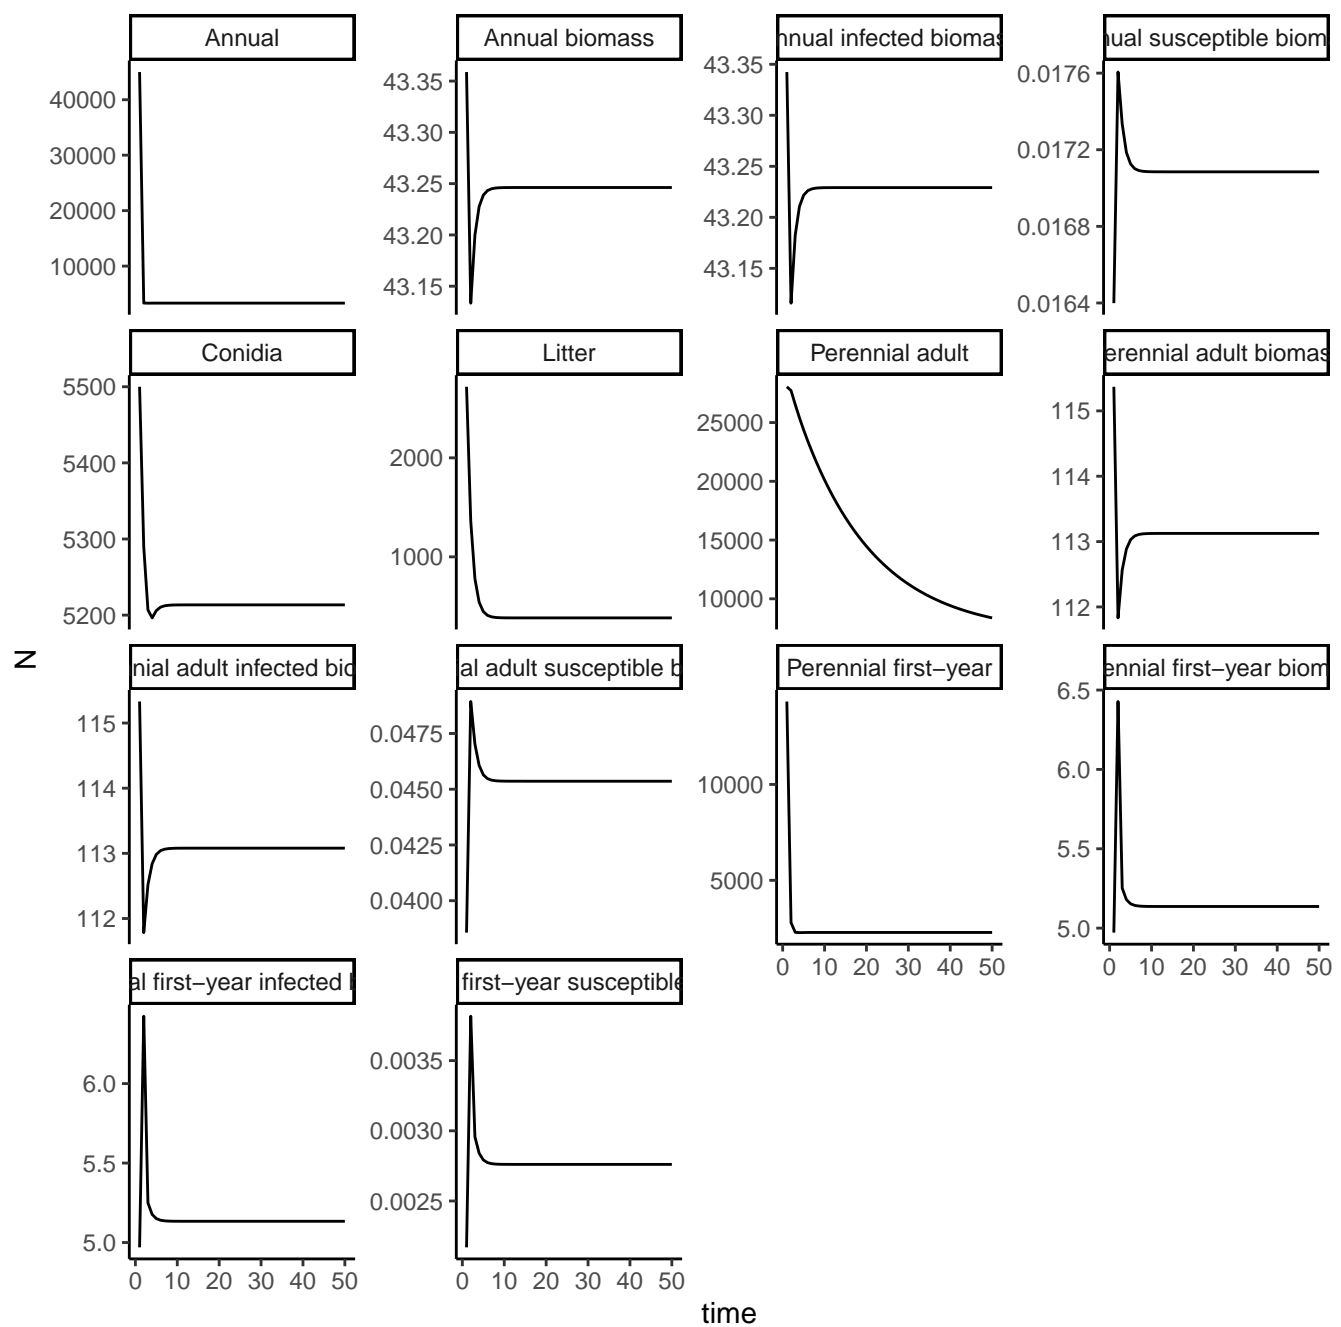 Annual
Annual biomass
nnual infected biomas
nual susceptible biom
40000
30000
20000
10000
43.35
43.30
43.25
43.20
43.15
43.35
43.30
43.25
43.20
43.15
0.0176
0.0172
0.0168
0.0164
Conidia
Litter
Perennial adult
erennial adult biomas
5500
5400
5300
5200
2000
1000
25000
20000
15000
10000
115
114
113
112
N
nial adult infected bio
al adult susceptible b
Perennial first−year
ennial first−year biom
115
114
113
112
0.0475
0.0450
0.0425
0.0400
10000
5000
0 10 20 30 40 50
6.5
6.0
5.5
5.0
0 10 20 30 40 50
al first−year infected b
first−year susceptible
6.0
5.5
5.0
0 10 20 30 40 50
0.0035
0.0030
0.0025
0 10 20 30 40 50
time